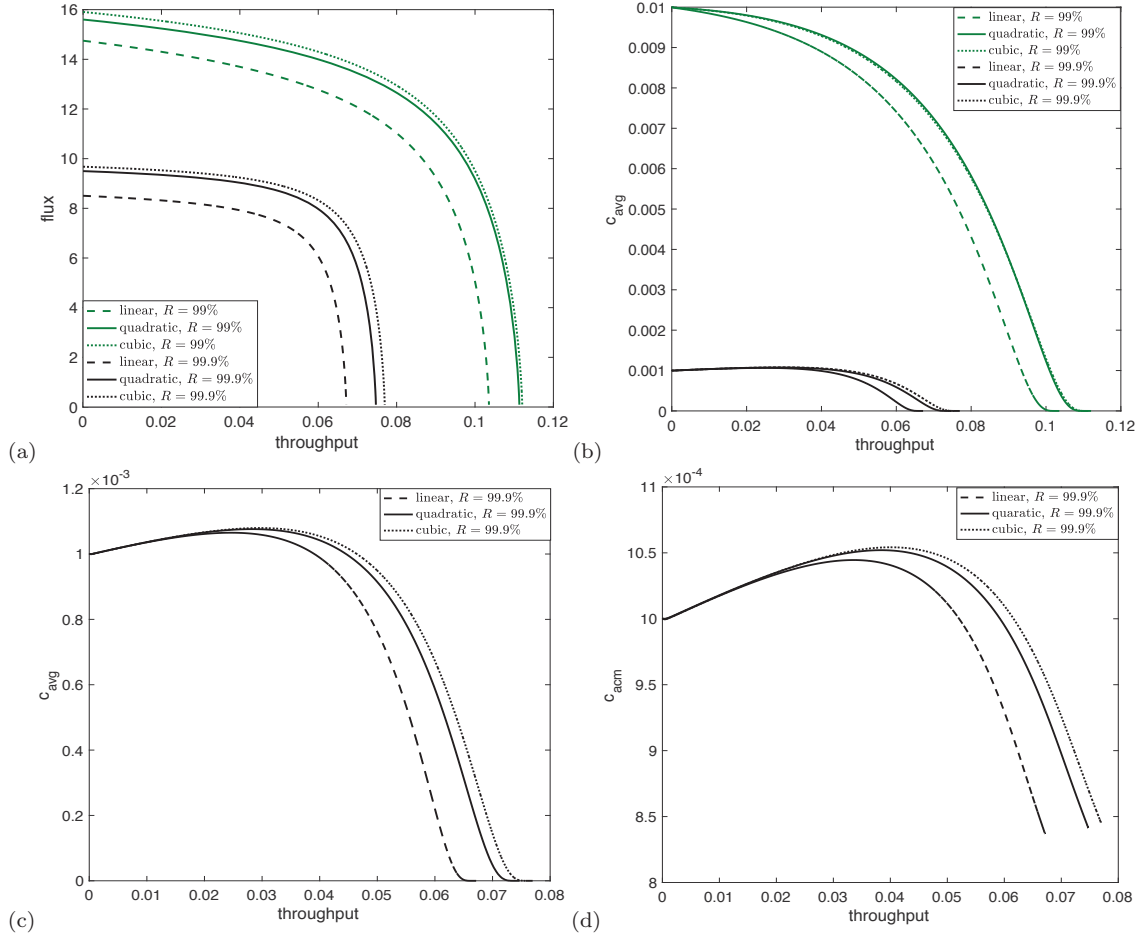 16
14
12
10
8
6
4
2
0
flux
0
0.02
0.04
0.06
0.08
0.1
0.12
throughput
linear, R = 99%
quadratic, R = 99%
cubic, R = 99%
linear, R = 99.9%
quadratic, R = 99.9%
cubic, R = 99.9%
(a)
0.01
0.009
0.008
0.007
0.006
0.005
0.004
0.003
0.002
0.001
0
c_avg
0
0.02
0.04
0.06
0.08
0.1
0.12
throughput
linear, R = 99%
quadratic, R = 99%
cubic, R = 99%
linear, R = 99.9%
quadratic, R = 99.9%
cubic, R = 99.9%
(b)
×10^-3
1.2
1
0.8
0.6
0.4
0.2
0
c_avg
0
0.01
0.02
0.03
0.04
0.05
0.06
0.07
0.08
throughput
linear, R = 99.9%
quadratic, R = 99.9%
cubic, R = 99.9%
(c)
×10^-4
11
10.5
10
9.5
9
8.5
8
c_acm
0
0.01
0.02
0.03
0.04
0.05
0.06
0.07
0.08
throughput
linear, R = 99.9%
quaratic, R = 99.9%
cubic, R = 99.9%
(d)